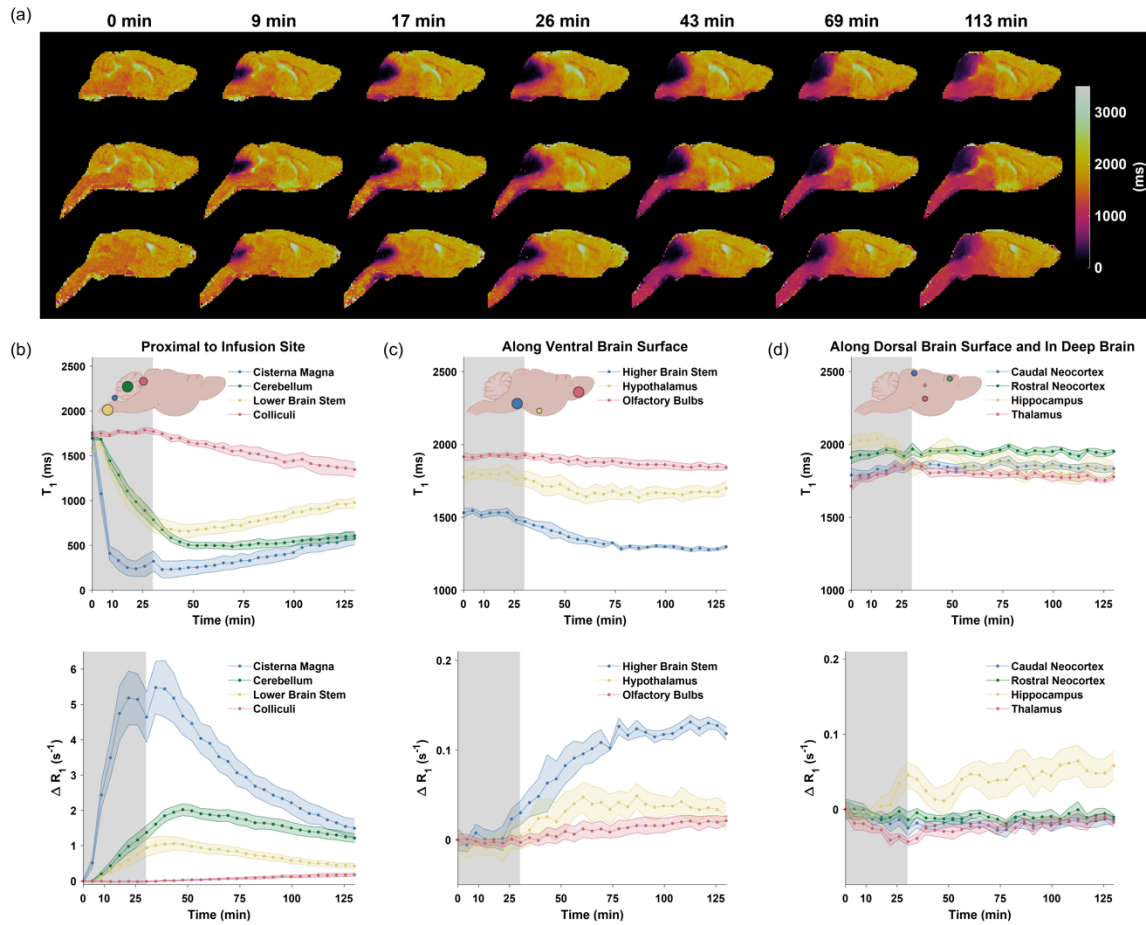 (a)
0 min 9 min 17 min 26 min 43 min 69 min 113 min
3000
2000
1000
0
(ms)
(b) Proximal to Infusion Site
2500
2000
1500
1000
500
0
T1 (ms)
Cisterna Magna
Cerebellum
Lower Brain Stem
Colliculi
0 10 25 50 75 100 125
Time (min)
(c) Along Ventral Brain Surface
2500
2000
1500
1000
T1 (ms)
Higher Brain Stem
Hypothalamus
Olfactory Bulbs
0 10 25 50 75 100 125
Time (min)
(d) Along Dorsal Brain Surface and In Deep Brain
2500
2000
1500
1000
T1 (ms)
Caudal Neocortex
Rostral Neocortex
Hippocampus
Thalamus
0 10 25 50 75 100 125
Time (min)
6
5
4
3
2
1
0
Δ R1 (s-1)
Cisterna Magna
Cerebellum
Lower Brain Stem
Colliculi
0 10 25 50 75 100 125
Time (min)
0.2
0.1
0
Δ R1 (s-1)
Higher Brain Stem
Hypothalamus
Olfactory Bulbs
0 10 25 50 75 100 125
Time (min)
0.2
0.1
0
Δ R1 (s-1)
Caudal Neocortex
Rostral Neocortex
Hippocampus
Thalamus
0 10 25 50 75 100 125
Time (min)